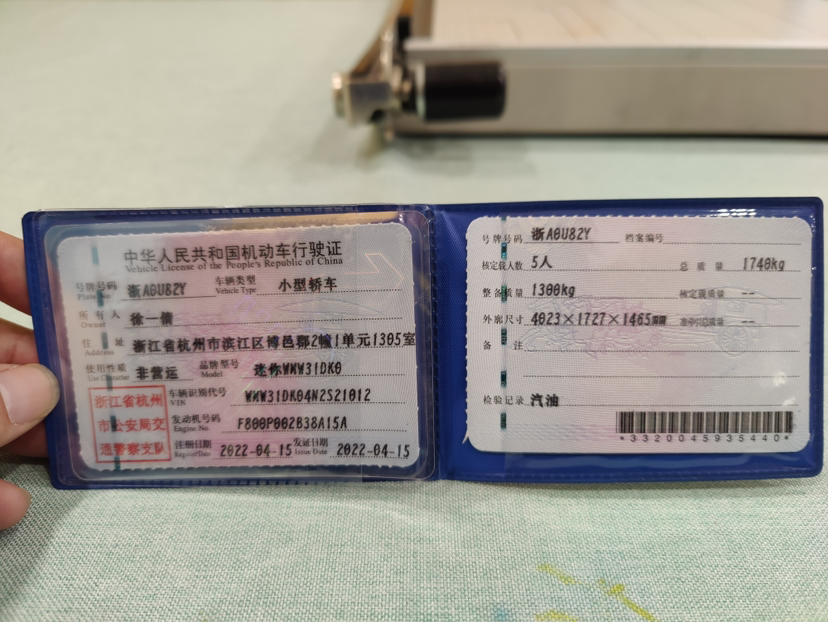 中华人民共和国机动车行驶证
Vehicle License of the People's Republic of China
号牌号码 浙A0U82Y 车辆类型 小型轿车
Plate No. Vehicle Type
所有人 徐一倩
Owner
住址 浙江省杭州市滨江区博邑郡2幢1单元1305室
Address
使用性质 非营运 品牌型号 迷你WMW31DK0
Use Character Model
浙江省杭州
市公安局交
通警察支队
车辆识别代号
VIN
发动机号码
Engine No.
注册日期 2022-04-15 发证日期 2022-04-15
Register Date Issue Date
号牌号码 浙A0U82Y 档案编号
核定载人数 5人 总质量 1740kg
整备质量 1300kg 核定载质量 --
外廓尺寸 4023×1727×1465mm 准牵引总质量 --
备注
检验记录 汽油
*3320045935440*